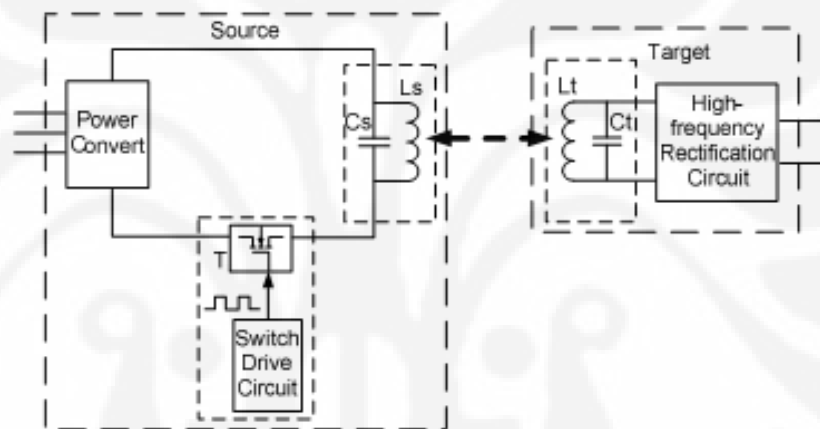 Source
Power
Convert
Cs
Ls
T
Switch
Drive
Circuit
Target
Lt
Ct
High-
frequency
Rectification
Circuit